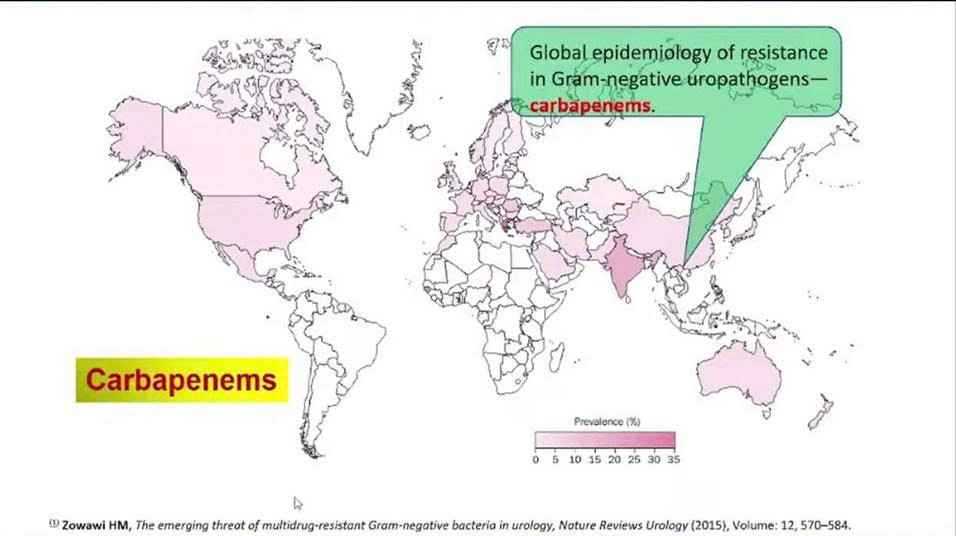 Global epidemiology of resistance
in Gram-negative uropathogens—
carbapenems.
Carbapenems
Prevalence (%)
0 5 10 15 20 25 30 35
(1) Zowawi HM, The emerging threat of multidrug-resistant Gram-negative bacteria in urology, Nature Reviews Urology (2015), Volume: 12, 570–584.